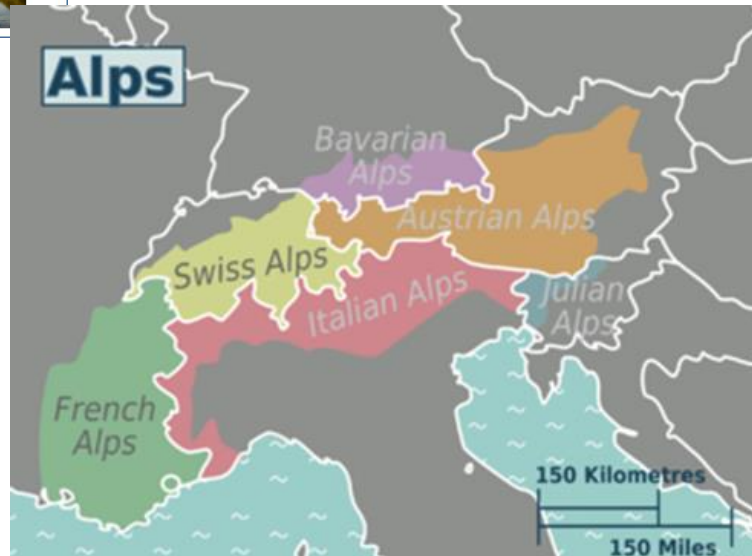 Alps
Bavarian
Alps
Austrian Alps
Swiss Alps
Italian Alps
Julian
Alps
French
Alps
150 Kilometres
150 Miles